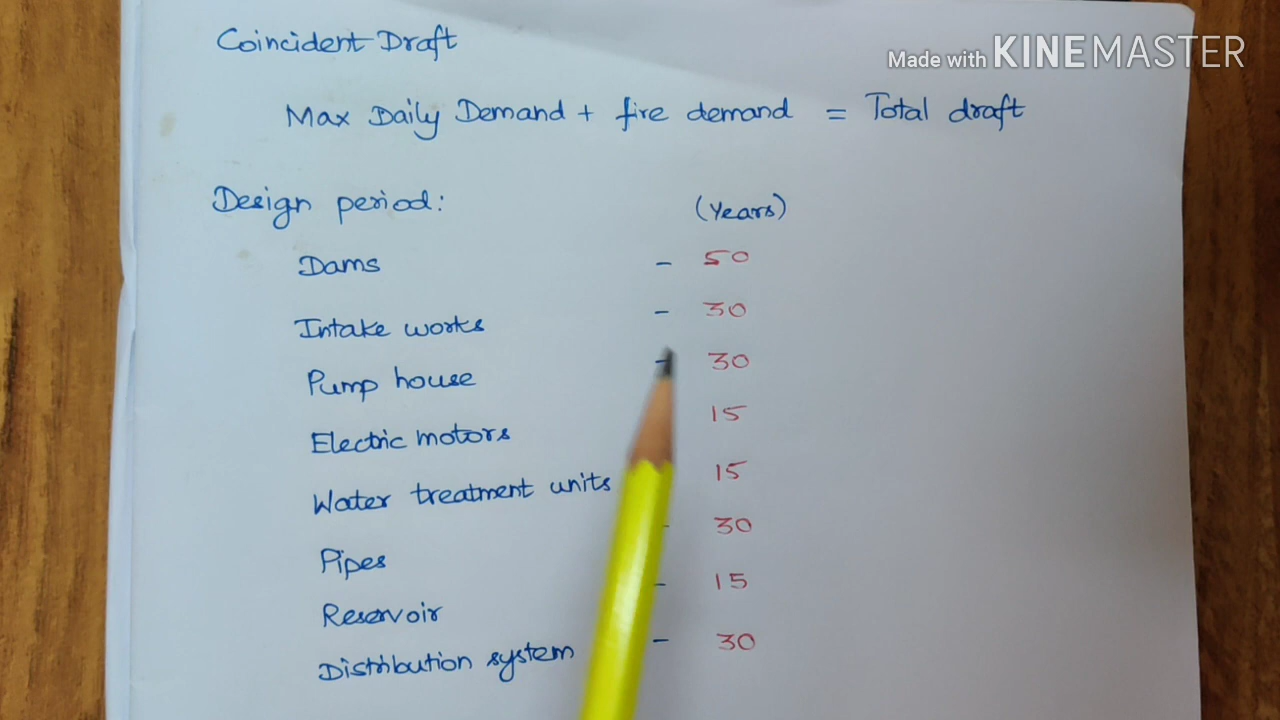 Made with KINEMASTER
Coincident Draft
Max Daily Demand + fire demand = Total draft
Design period: (Years)
Dams - 50
Intake works - 30
Pump house - 30
Electric motors 15
Water treatment units 15
Pipes - 30
Reservoir - 15
Distribution system - 30